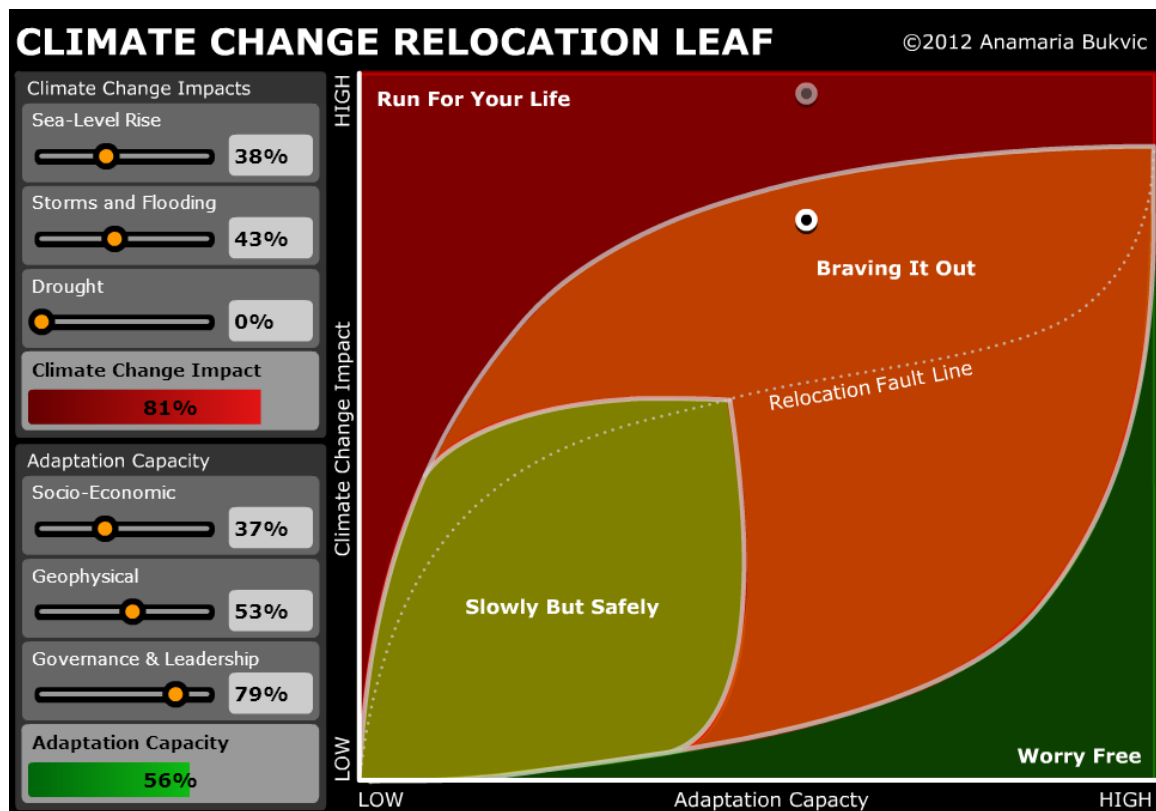 CLIMATE CHANGE RELOCATION LEAF
©2012 Anamaria Bukvic
Climate Change Impacts
Sea-Level Rise
38%
Storms and Flooding
43%
Drought
0%
Climate Change Impact
81%
Adaptation Capacity
Socio-Economic
37%
Geophysical
53%
Governance & Leadership
79%
Adaptation Capacity
56%
HIGH
Climate Change Impact
LOW
Run For Your Life
Braving It Out
Relocation Fault Line
Slowly But Safely
Worry Free
LOW
Adaptation Capacity
HIGH